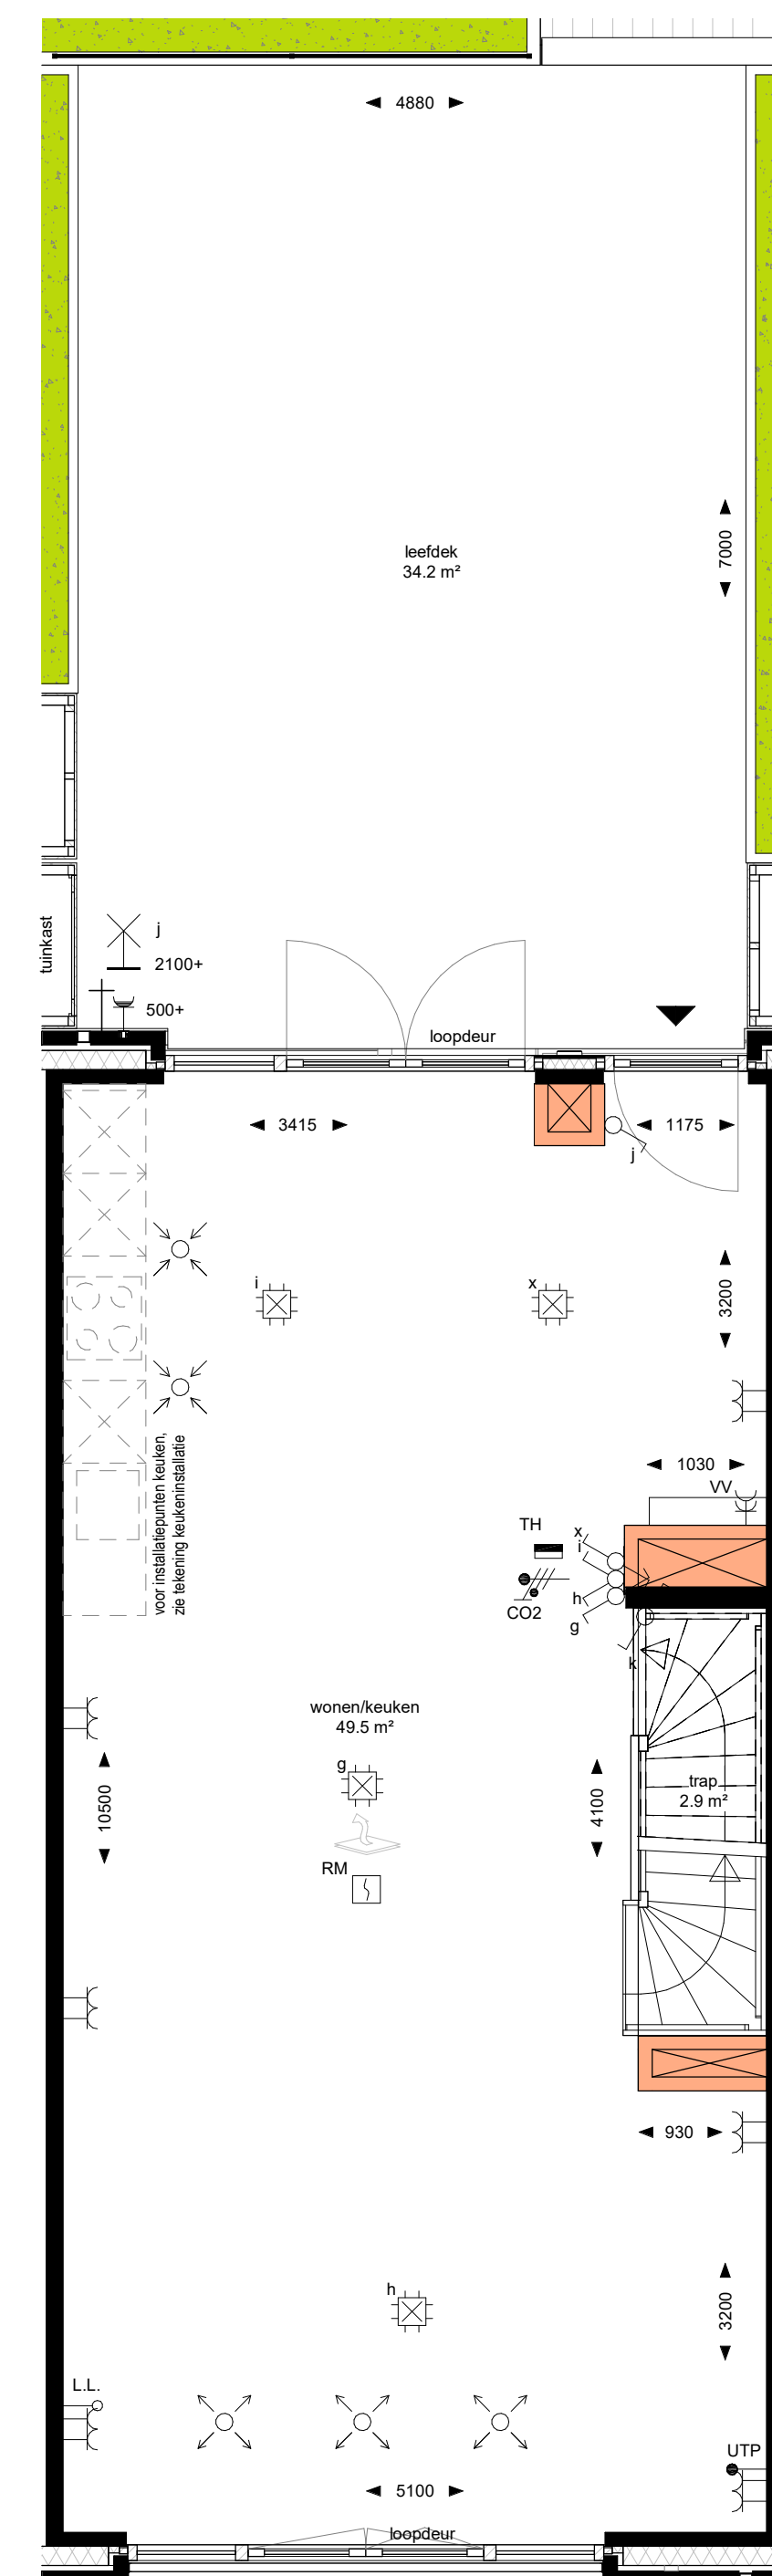 4880
7000
leefdek
34.2 m²
tuinkast
j
2100+
500+
loopdeur
3415
1175
j
i
x
3200
voor installatiepunten keuken,
zie tekening keukeninstallatie
1030
VV
TH
x
i
h
g
CO2
k
wonen/keuken
49.5 m²
g
RM
10500
4100
trap
2.9 m²
930
h
3200
L.L.
UTP
5100
loopdeur